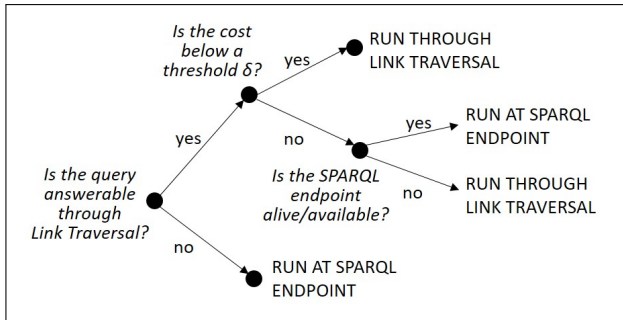 Is the cost
below a
threshold δ?
yes
RUN THROUGH
LINK TRAVERSAL
yes
no
yes
RUN AT SPARQL
ENDPOINT
Is the query
answerable
through
Link Traversal?
Is the SPARQL
endpoint
alive/available?
no
RUN THROUGH
LINK TRAVERSAL
no
RUN AT SPARQL
ENDPOINT